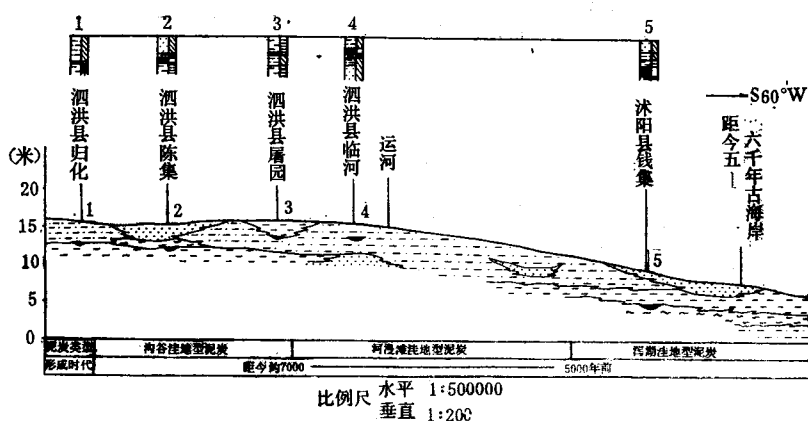 1 2 3 4 5
S60°W
泗洪县归化
泗洪县陈集
泗洪县屠园
泗洪县临河
运河
沭阳县钱集
距今五—
六千年古海岸
(米)
20
15
10
5
0
1 2 3 4 5
泥炭类型 沟谷洼地型泥炭 河漫滩洼地型泥炭 泻湖洼地型泥炭
形成时代 距今约7000 5000年前
比例尺 水平 1:500000
垂直 1:200